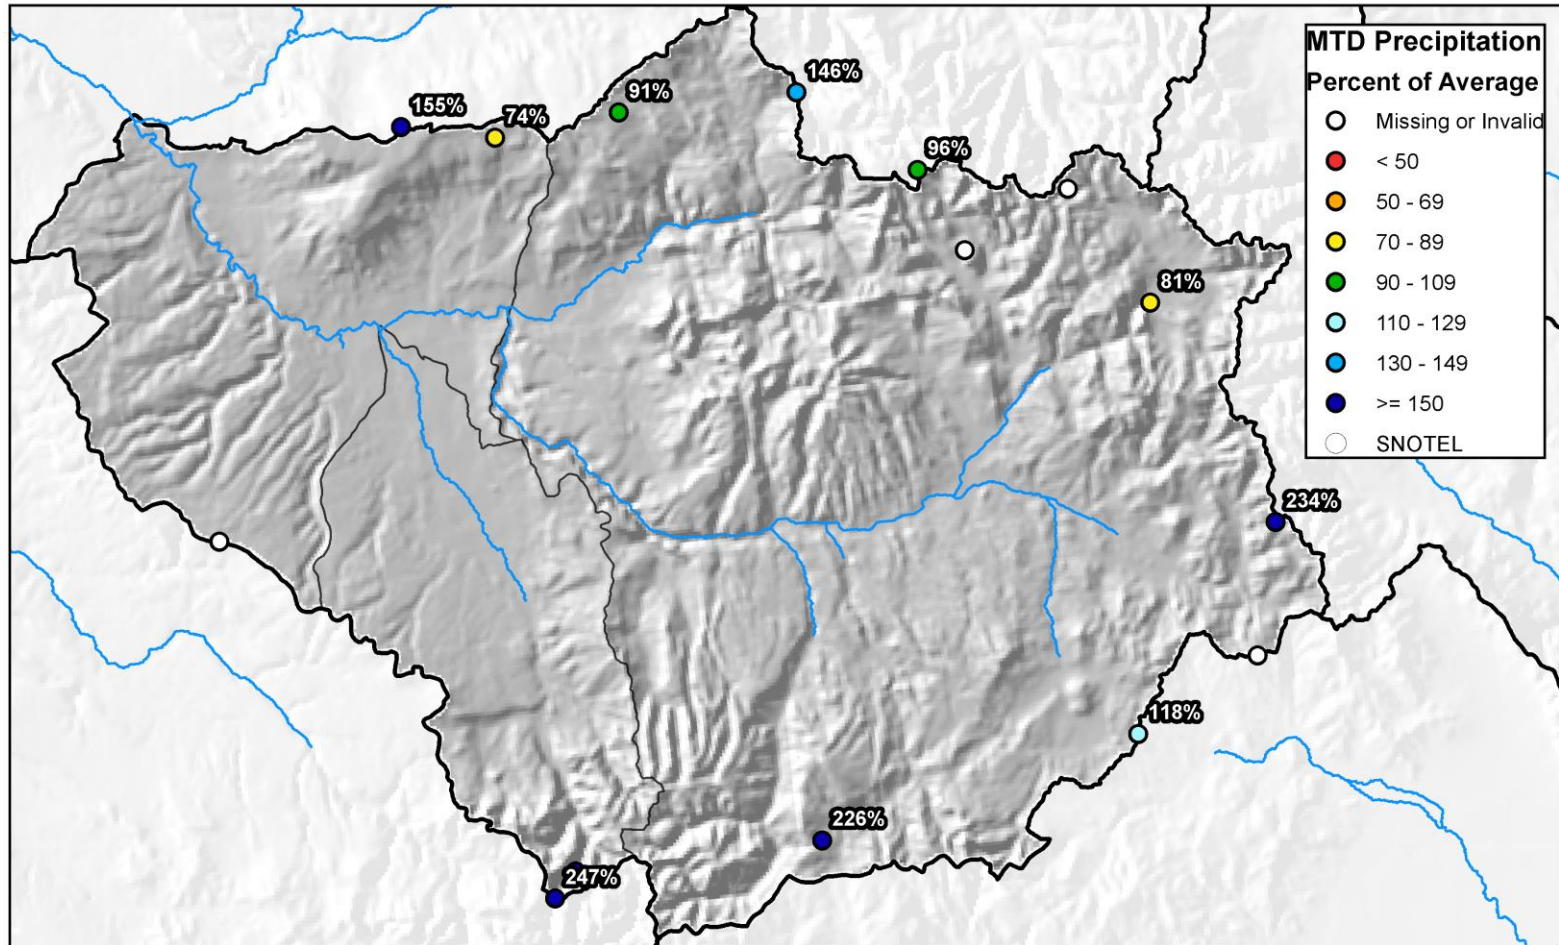 MTD Precipitation
Percent of Average
Missing or Invalid
< 50
50 - 69
70 - 89
90 - 109
110 - 129
130 - 149
>= 150
SNOTEL
146%
91%
155%
74%
96%
81%
234%
118%
226%
247%